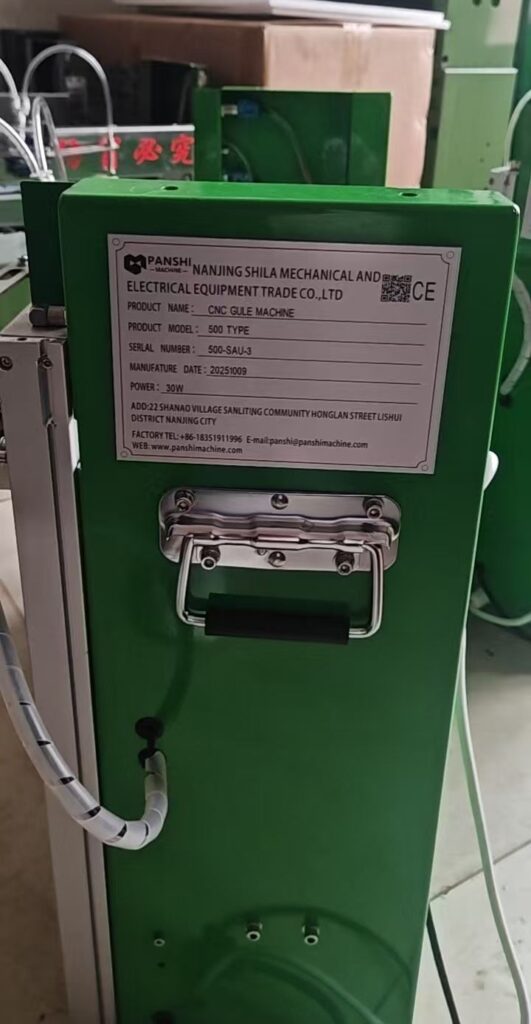 必究
PANSHI
MACHINE
NANJING SHILA MECHANICAL AND
ELECTRICAL EQUIPMENT TRADE CO.,LTD
CE
PRODUCT NAME: CNC GULE MACHINE
PRODUCT MODEL: 500 TYPE
SERLAL NUMBER: 500-SAU-3
MANUFATURE DATE: 20251009
POWER: 30W
ADD:22 SHANAO VILLAGE SANLITING COMMUNITY HONGLAN STREET LISHUI
DISTRICT NANJING CITY
FACTORY TEL:+86-18351911996 E-mail:panshi@panshimachine.com
WEB: www.panshimachine.com